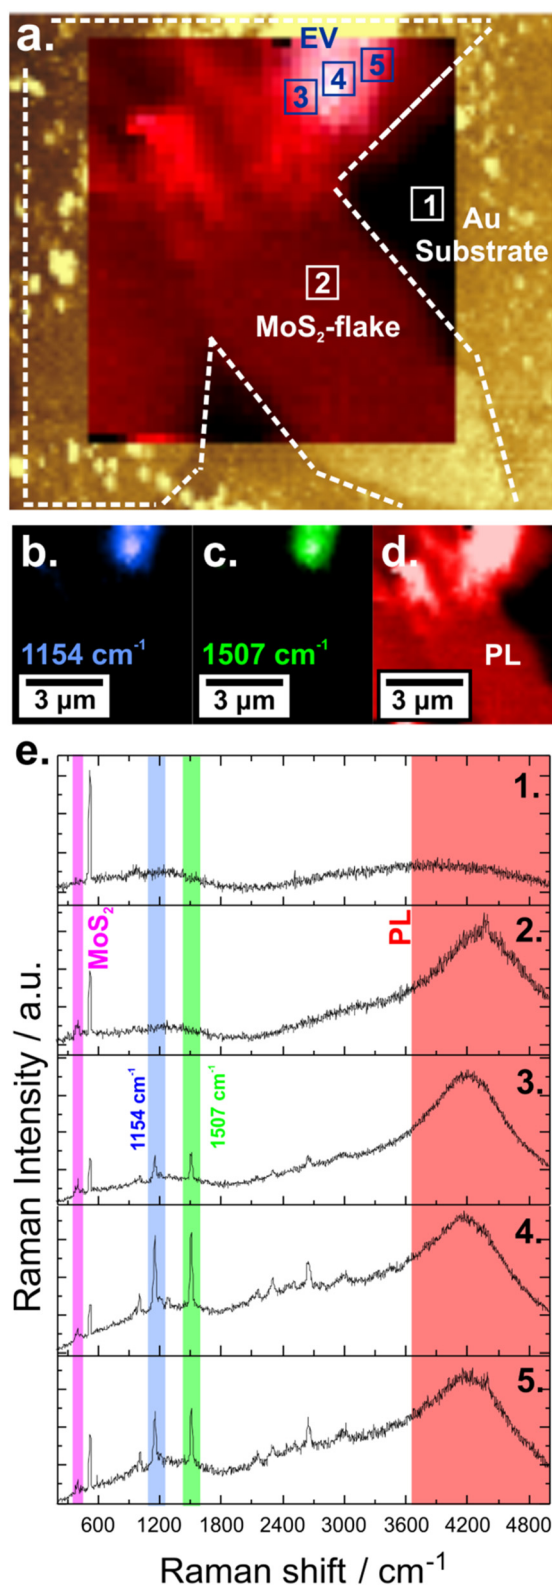 a.
EV
3 4 5
1
Au
Substrate
2
MoS₂-flake
b.
c.
d.
1154 cm⁻¹
1507 cm⁻¹
PL
3 µm
3 µm
3 µm
e.
1.
MoS₂
PL
2.
1154 cm⁻¹
1507 cm⁻¹
3.
4.
5.
Raman Intensity / a.u.
600 1200 1800 2400 3000 3600 4200 4800
Raman shift / cm⁻¹